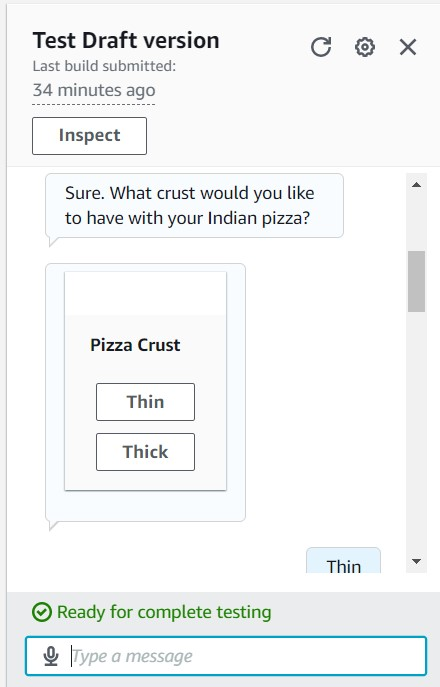 Test Draft version
Last build submitted:
34 minutes ago
Inspect
Sure. What crust would you like
to have with your Indian pizza?
Pizza Crust
Thin
Thick
Thin
Ready for complete testing
Type a message